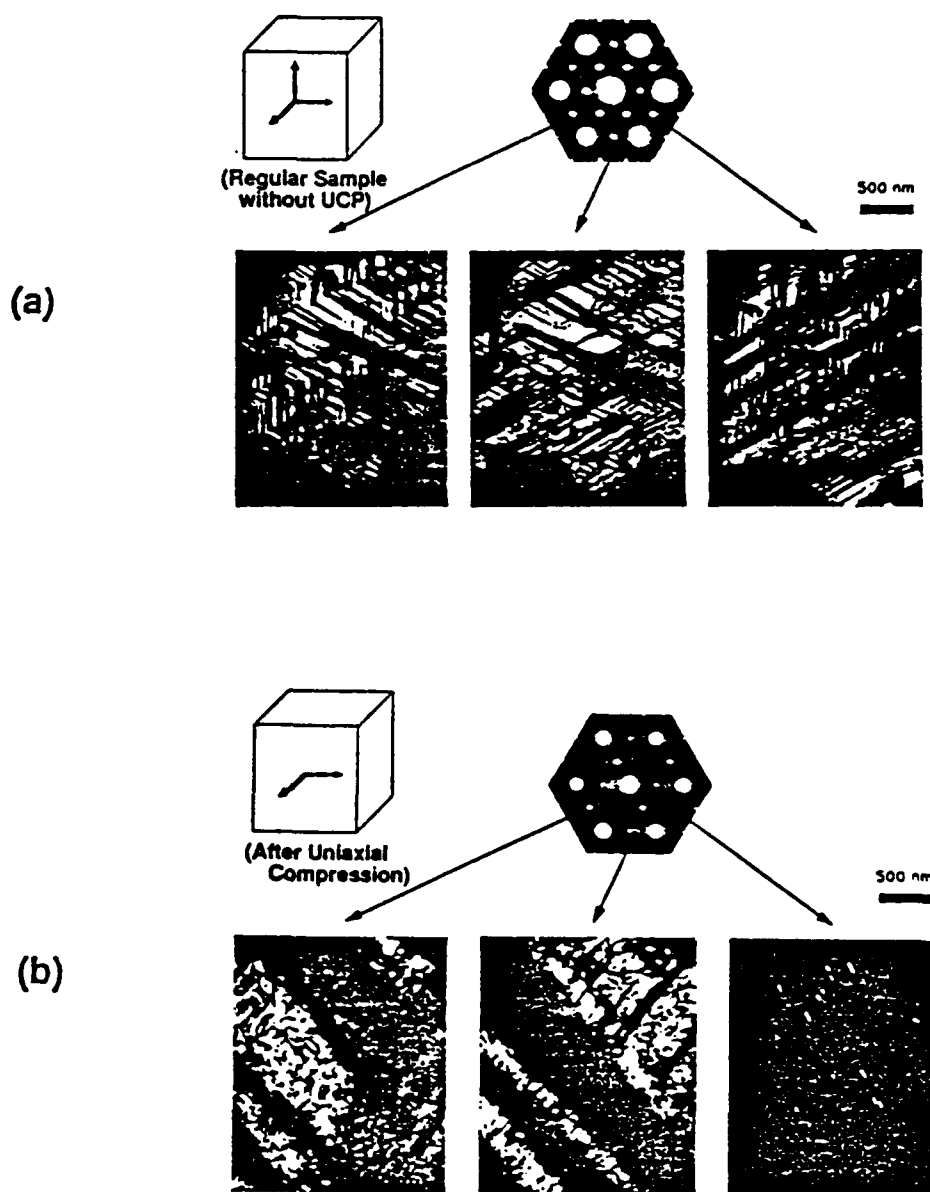 (Regular Sample
without UCP)
500 nm
(a)
(After Uniaxial
Compression)
500 nm
(b)